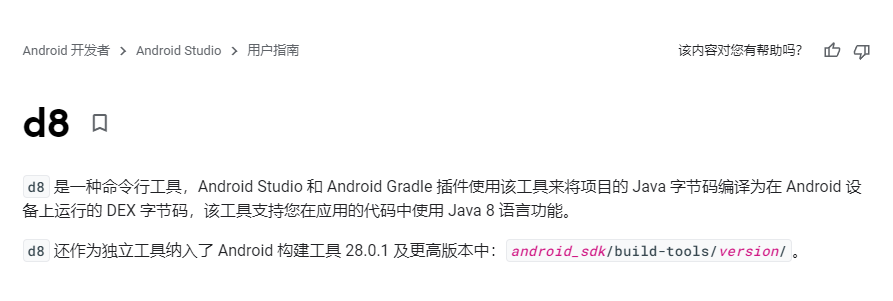 Android 开发者 > Android Studio > 用户指南
该内容对您有帮助吗？
d8
d8 是一种命令行工具，Android Studio 和 Android Gradle 插件使用该工具来将项目的 Java 字节码编译为在 Android 设
备上运行的 DEX 字节码，该工具支持您在应用的代码中使用 Java 8 语言功能。
d8 还作为独立工具纳入了 Android 构建工具 28.0.1 及更高版本中：android_sdk/build-tools/version/。